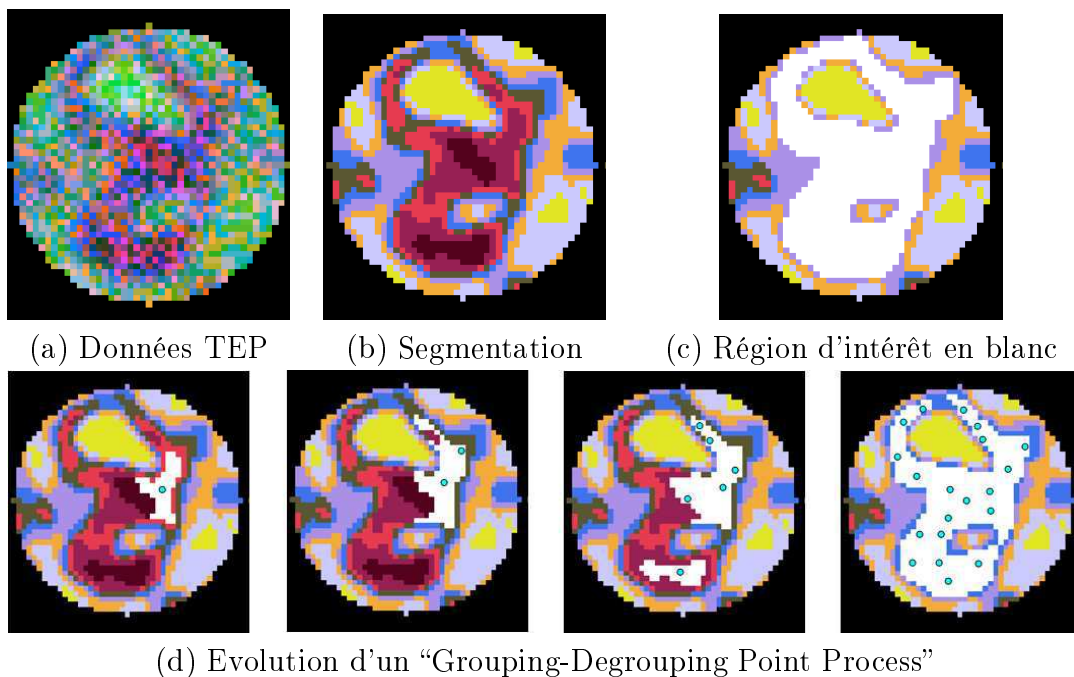 (a) Données TEP
(b) Segmentation
(c) Région d'intérêt en blanc
(d) Evolution d'un “Grouping-Degrouping Point Process”